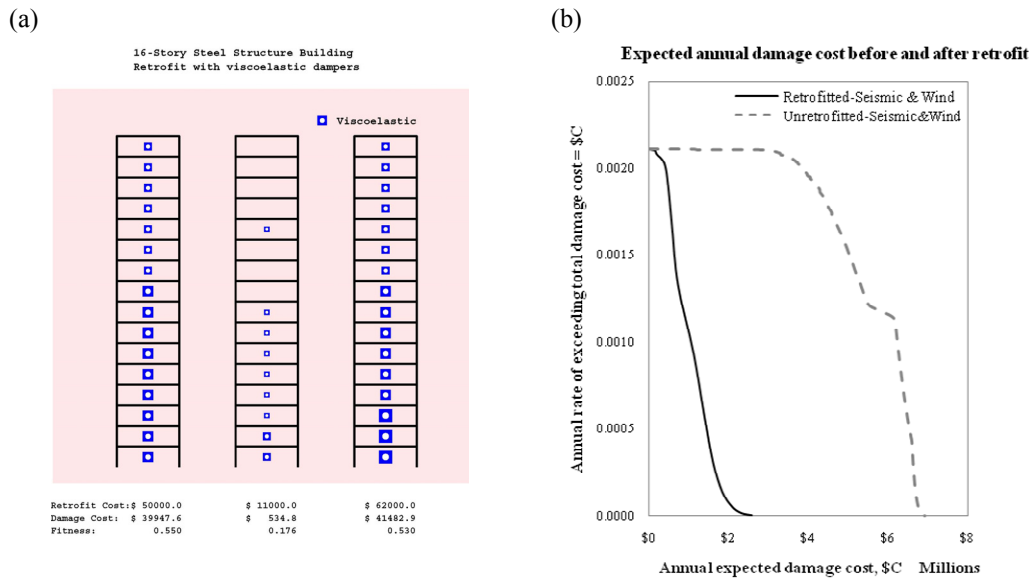 (a)
16-Story Steel Structure Building
Retrofit with viscoelastic dampers
Viscoelastic
Retrofit Cost:$ 50000.0 $ 11000.0 $ 62000.0
Damage Cost: $ 39947.6 $ 534.8 $ 41482.9
Fitness: 0.550 0.176 0.530
(b)
Expected annual damage cost before and after retrofit
Retrofitted-Seismic & Wind
Unretrofitted-Seismic&Wind
Annual rate of exceeding total damage cost = $C
0.0025
0.0020
0.0015
0.0010
0.0005
0.0000
$0 $2 $4 $6 $8
Annual expected damage cost, $C Millions